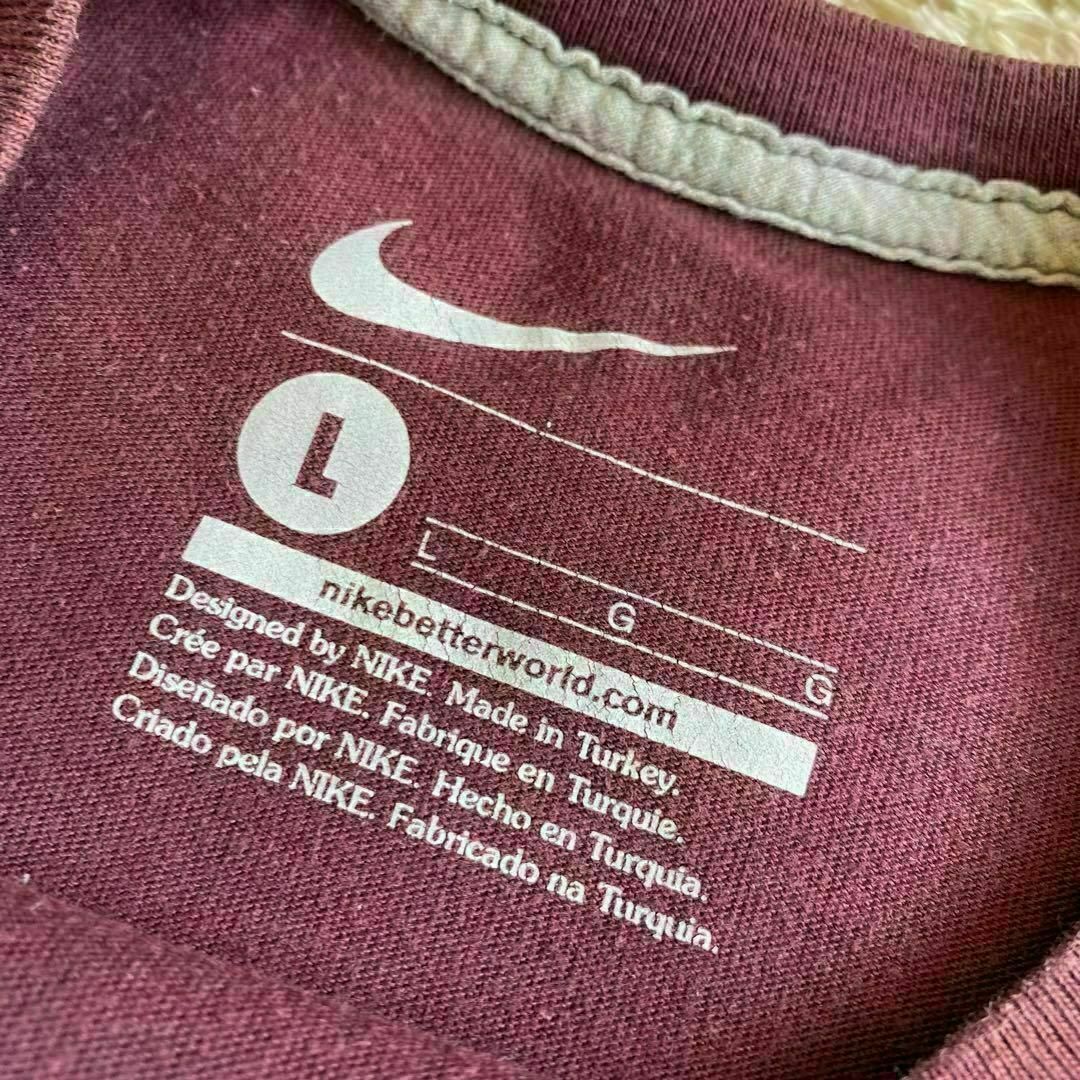 L
L G G
nikebetterworld.com
Designed by NIKE. Made in Turkey.
Crée par NIKE. Fabrique en Turquie.
Diseñado por NIKE. Hecho en Turquia.
Criado pela NIKE. Fabricado na Turquia.